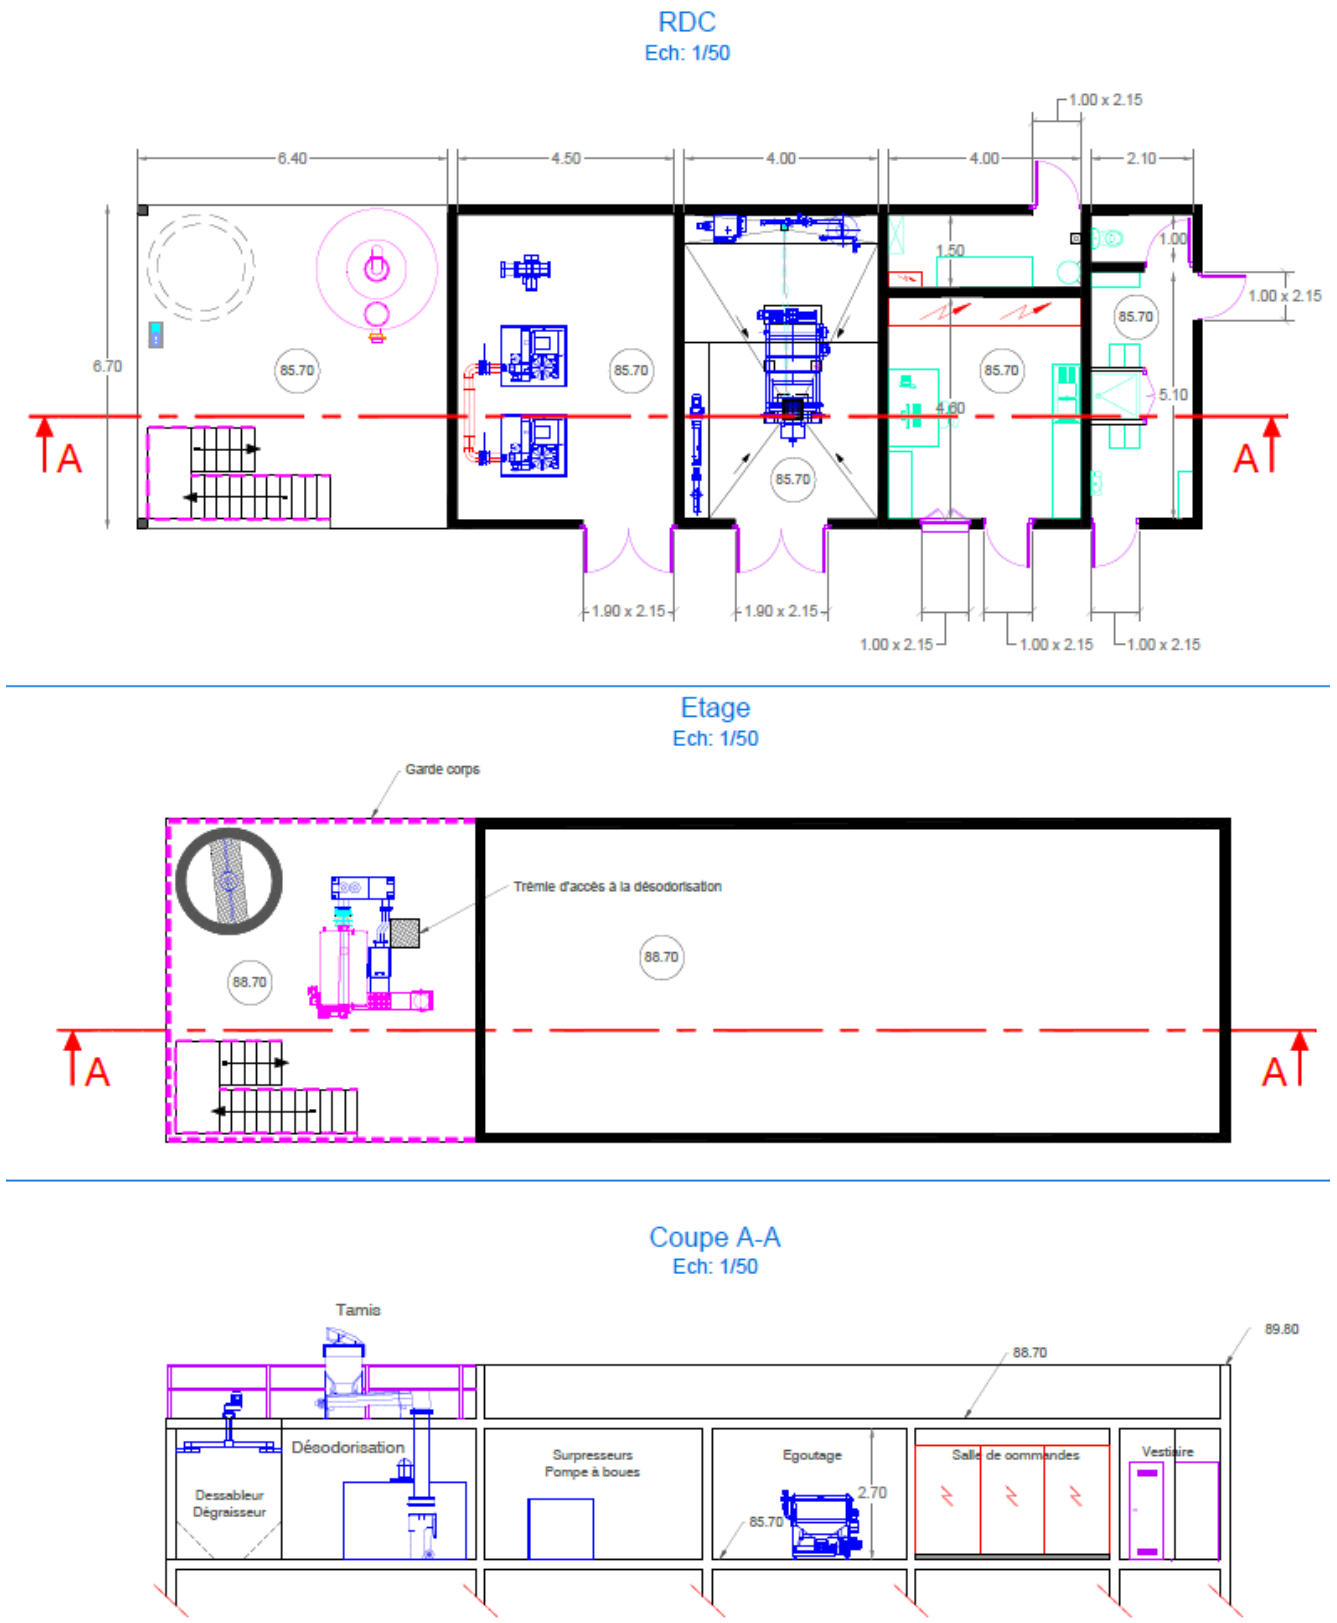 RDC
Ech: 1/50
1.00 x 2.15
6.40
4.50
4.00
4.00
2.10
1.50
1.00
1.00 x 2.15
85.70
6.70
85.70
85.70
85.70
4.60
5.10
A
A
85.70
1.90 x 2.15
1.90 x 2.15
1.00 x 2.15
1.00 x 2.15
1.00 x 2.15
Etage
Ech: 1/50
Garde corps
Trémie d'accès à la désodorisation
88.70
88.70
A
A
Coupe A-A
Ech: 1/50
Tamis
89.80
88.70
Désodorisation
Surpresseurs
Pompe à boues
Egoutage
Salle de commandes
Vestiaire
Dessableur
Dégraisseur
2.70
85.70